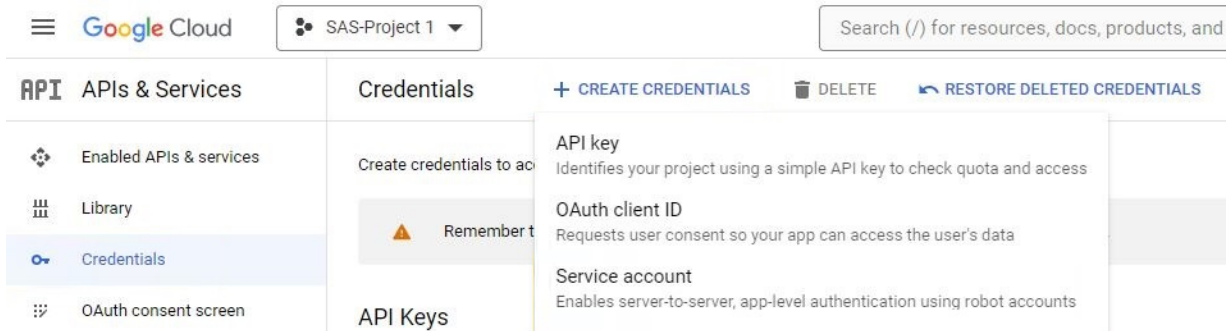 Google Cloud
SAS-Project 1
Search (/) for resources, docs, products, and
API APIs & Services
Credentials
+ CREATE CREDENTIALS
DELETE
RESTORE DELETED CREDENTIALS
Enabled APIs & services
Library
Credentials
OAuth consent screen
Create credentials to ac
Remember t
API Keys
API key
Identifies your project using a simple API key to check quota and access
OAuth client ID
Requests user consent so your app can access the user's data
Service account
Enables server-to-server, app-level authentication using robot accounts